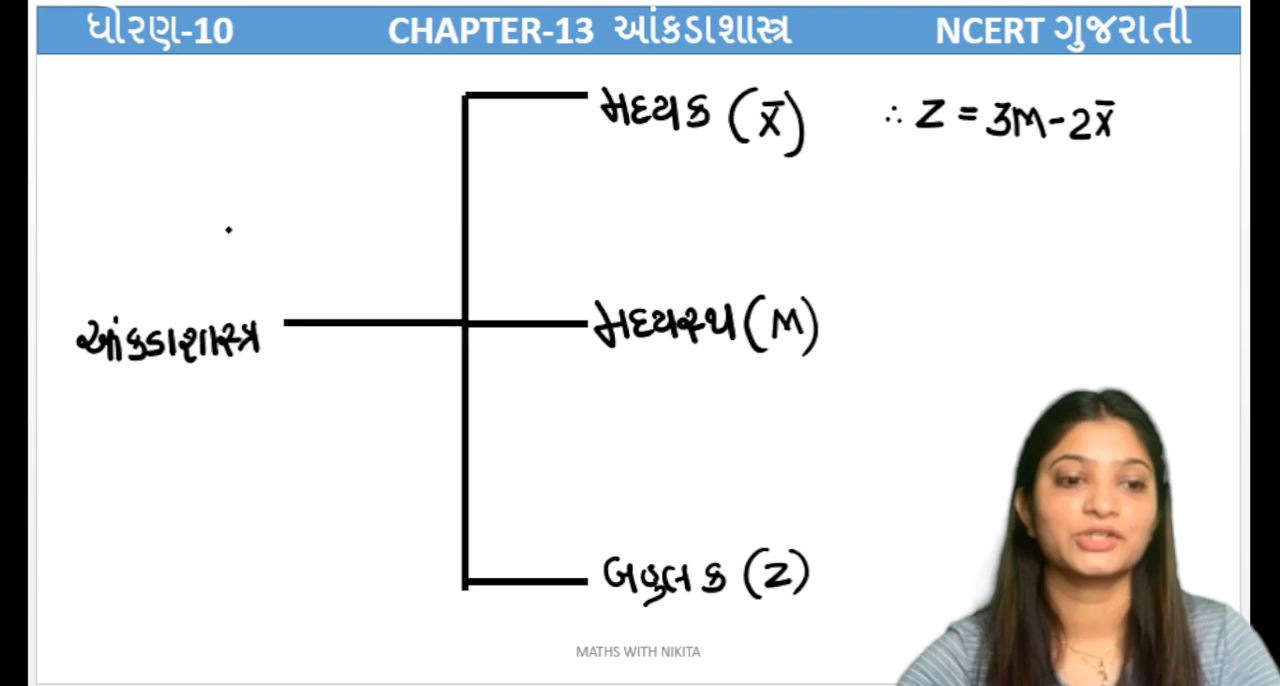 ધોરણ-10 CHAPTER-13 આંકડાશાસ્ત્ર NCERT ગુજરાતી
મધ્યક (x̄) ∴ Z = 3M-2x̄
આંકડાશાસ્ત્ર
મધ્યસ્થ (M)
બહુલક (Z)
MATHS WITH NIKITA